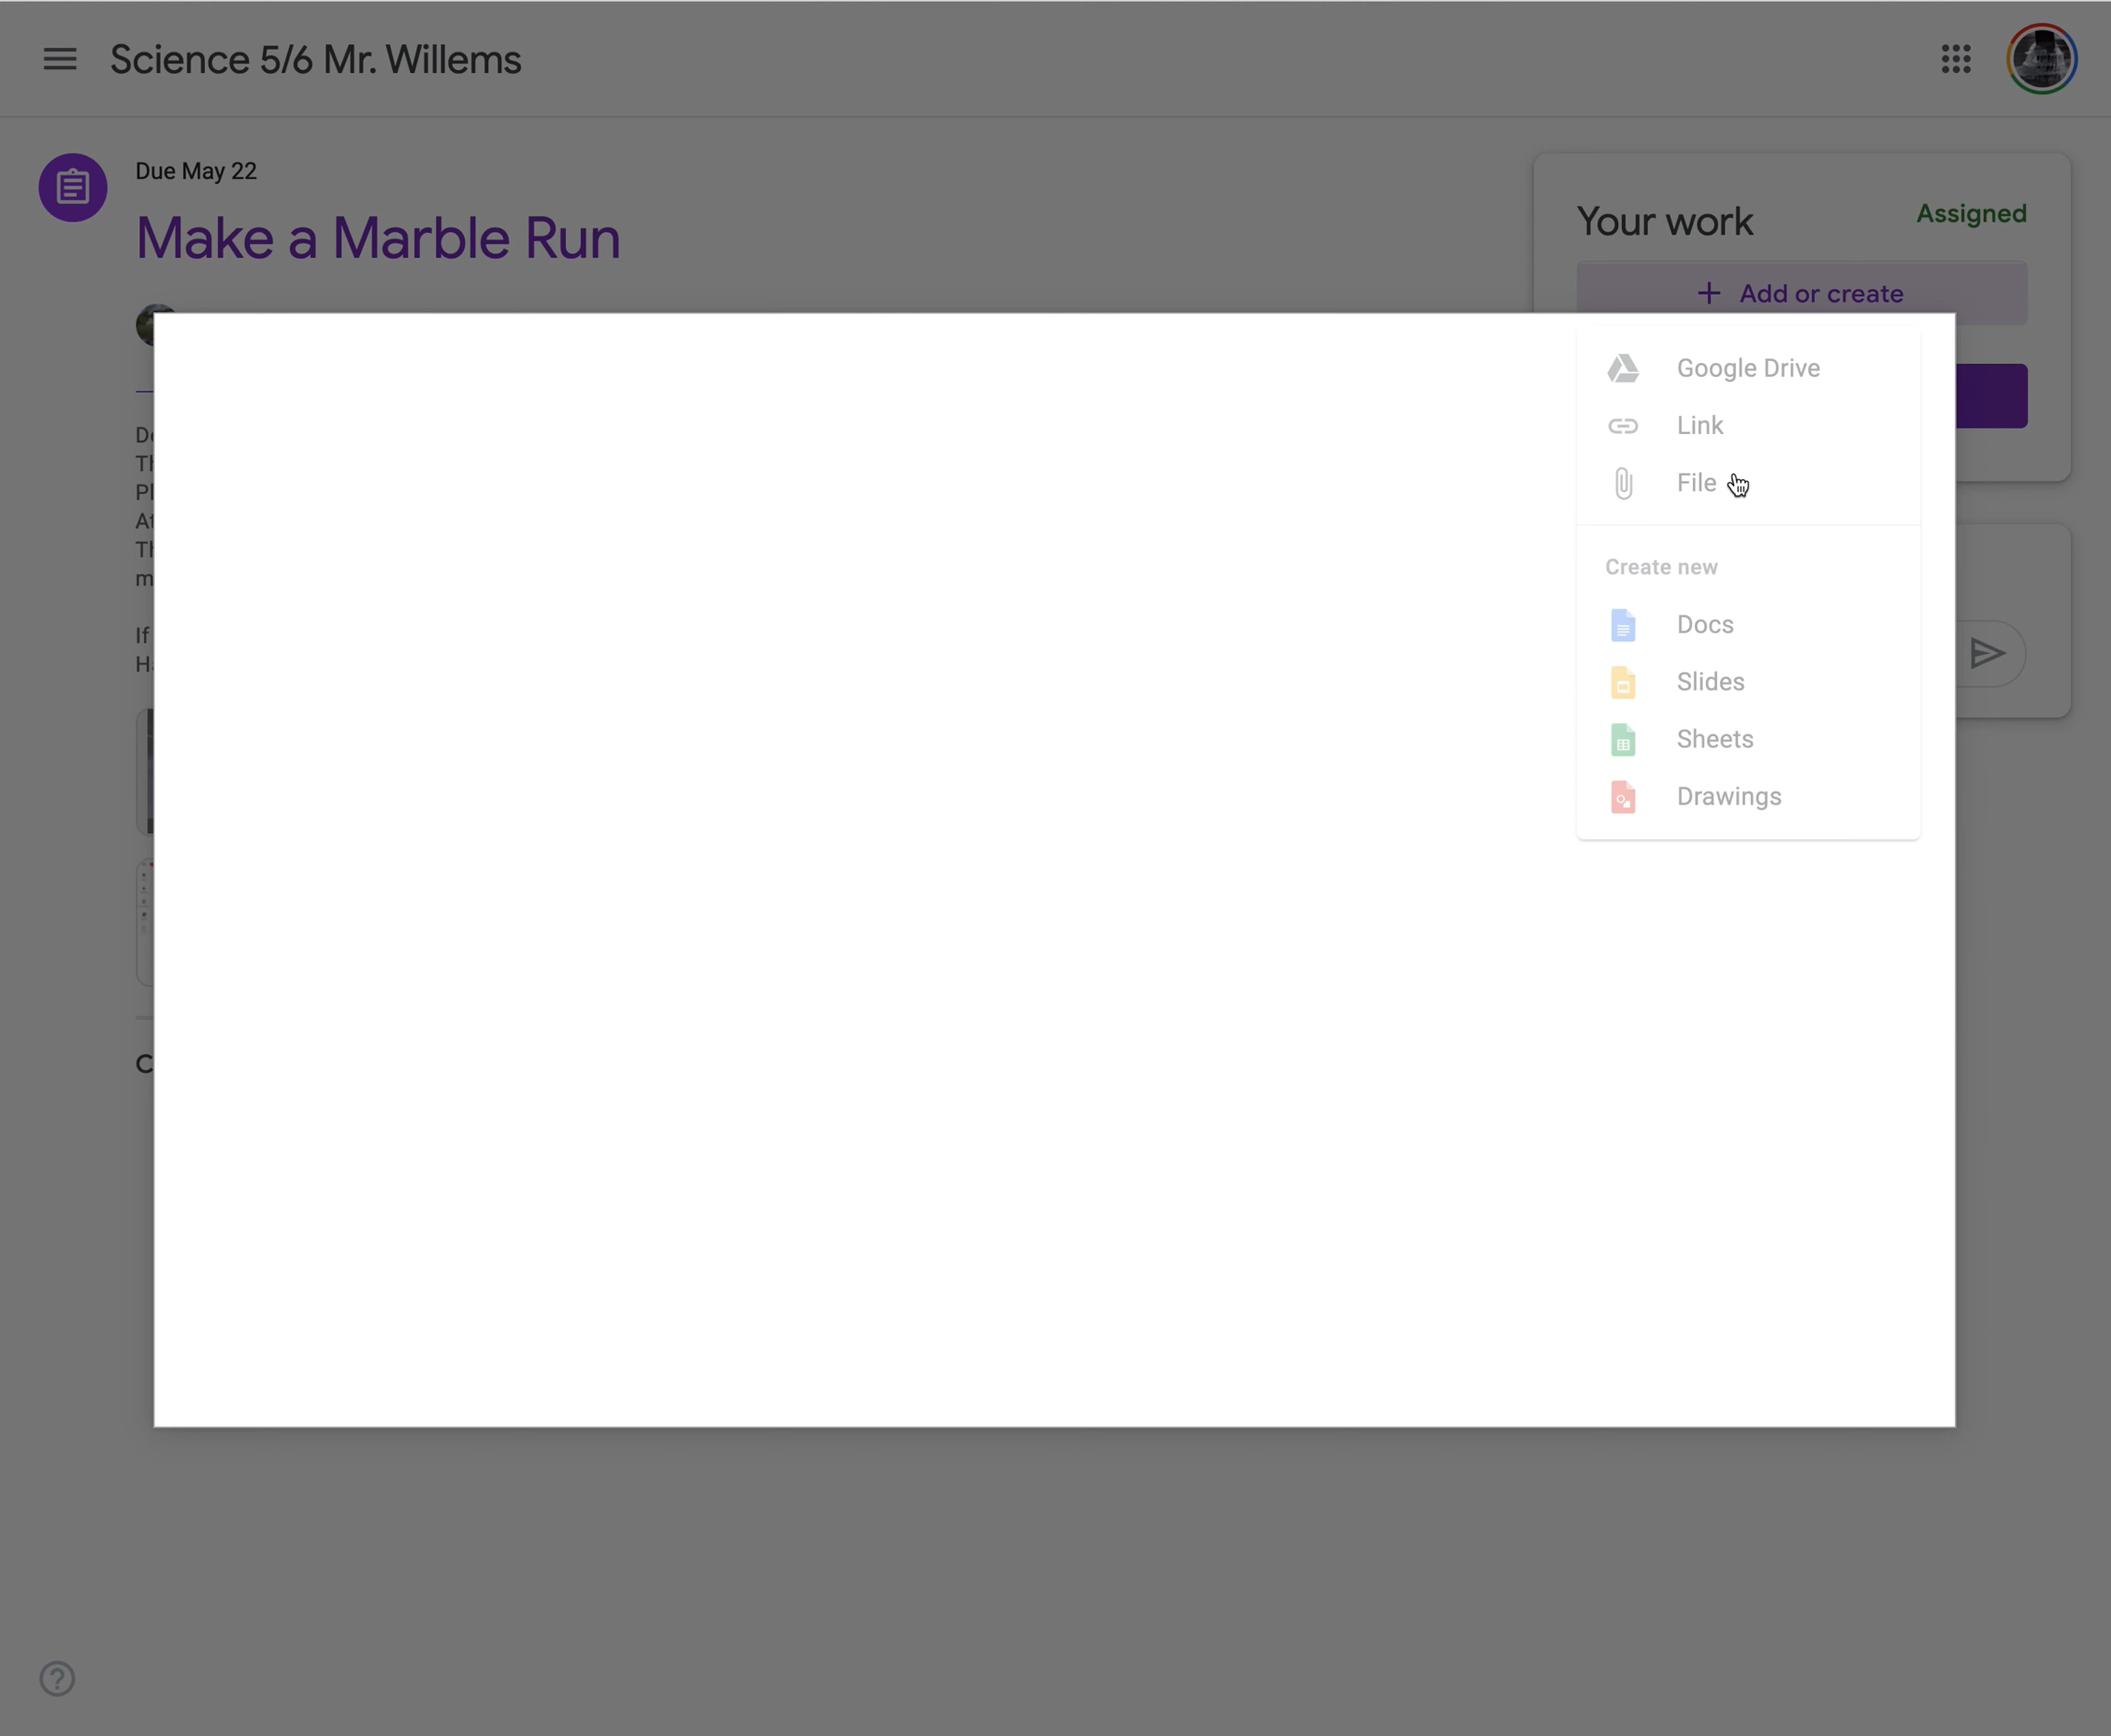 Science 5/6 Mr. Willems
Due May 22
Make a Marble Run
Your work
Assigned
+ Add or create
Google Drive
Link
File
Create new
Docs
Slides
Sheets
Drawings
If